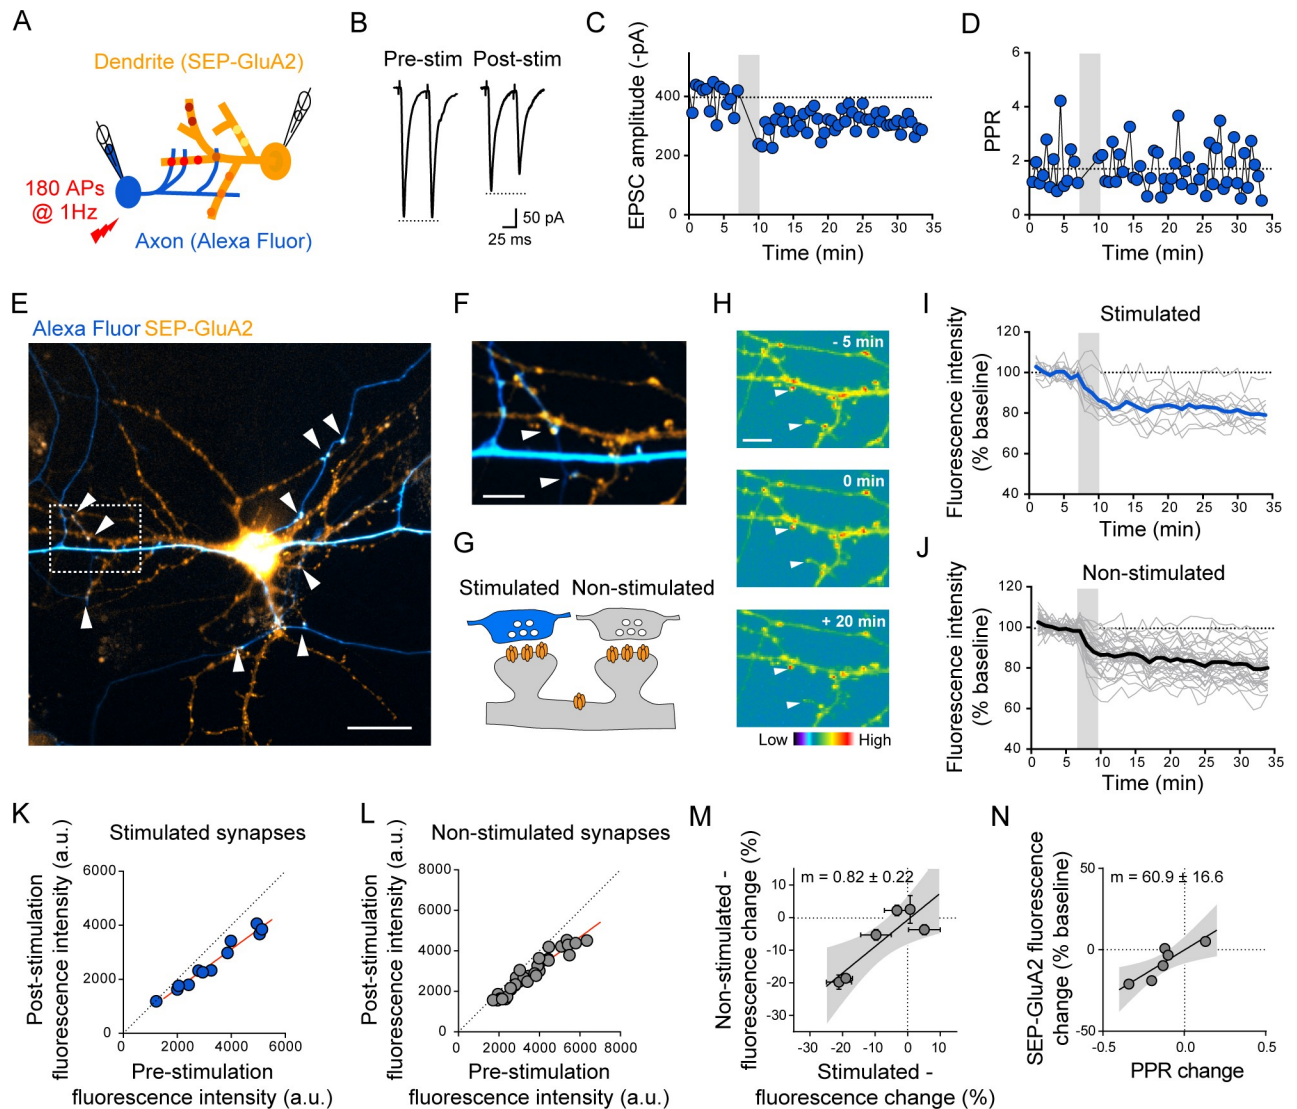 A
Dendrite (SEP-GluA2)
180 APs
@ 1Hz
Axon (Alexa Fluor)
B
Pre-stim Post-stim
50 pA
25 ms
C
EPSC amplitude (-pA)
400
200
0
0 5 10 15 20 25 30 35
Time (min)
D
PPR
6
4
2
0
0 5 10 15 20 25 30 35
Time (min)
E
Alexa Fluor SEP-GluA2
F
G
Stimulated Non-stimulated
H
- 5 min
0 min
+ 20 min
Low High
I
Stimulated
Fluorescence intensity
(% baseline)
120
100
80
60
40
0 5 10 15 20 25 30 35
Time (min)
J
Non-stimulated
Fluorescence intensity
(% baseline)
120
100
80
60
40
0 5 10 15 20 25 30 35
Time (min)
K
Stimulated synapses
Post-stimulation
fluorescence intensity (a.u.)
6000
4000
2000
0
0 2000 4000 6000
Pre-stimulation
fluorescence intensity (a.u.)
L
Non-stimulated synapses
Post-stimulation
fluorescence intensity (a.u.)
8000
6000
4000
2000
0
0 2000 4000 6000 8000
Pre-stimulation
fluorescence intensity (a.u.)
M
Non-stimulated -
fluorescence change (%)
m = 0.82 ± 0.22
10
0
-10
-20
-30
-30 -20 -10 0 10
Stimulated -
fluorescence change (%)
N
SEP-GluA2 fluorescence
change (% baseline)
m = 60.9 ± 16.6
50
0
-50
-0.5 0.0 0.5
PPR change